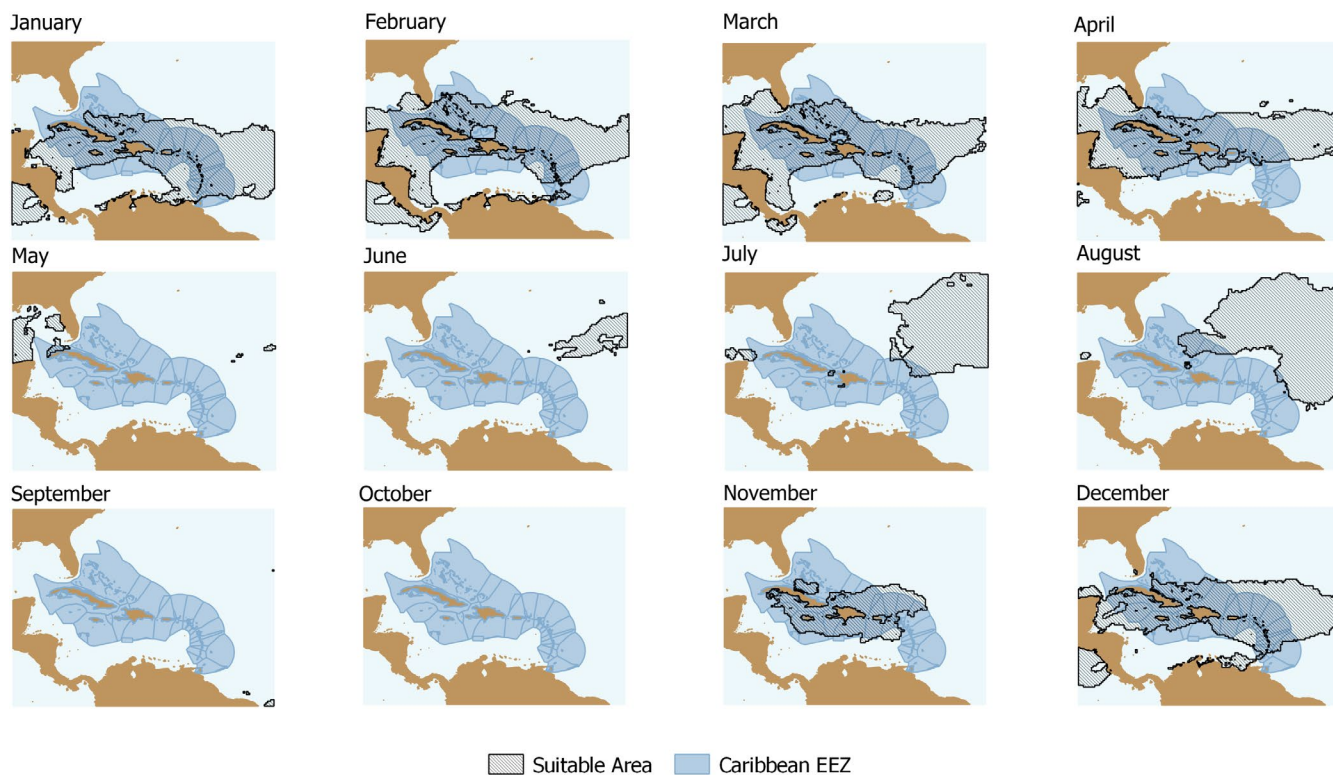 January
February
March
April
May
June
July
August
September
October
November
December
Suitable Area
Caribbean EEZ